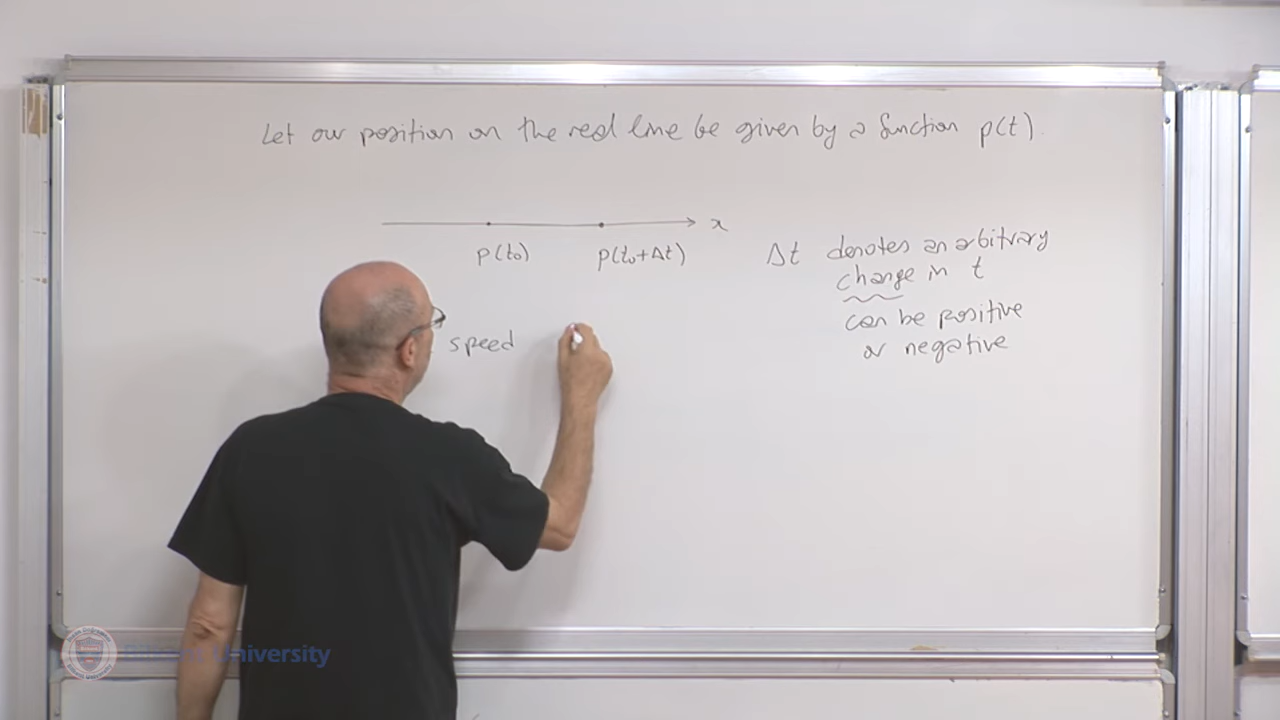 Let our position on the real line be given by a function p(t).
x
p(t₀) p(t₀+Δt)
Δt denotes an arbitrary
change in t
can be positive
or negative
speed
University